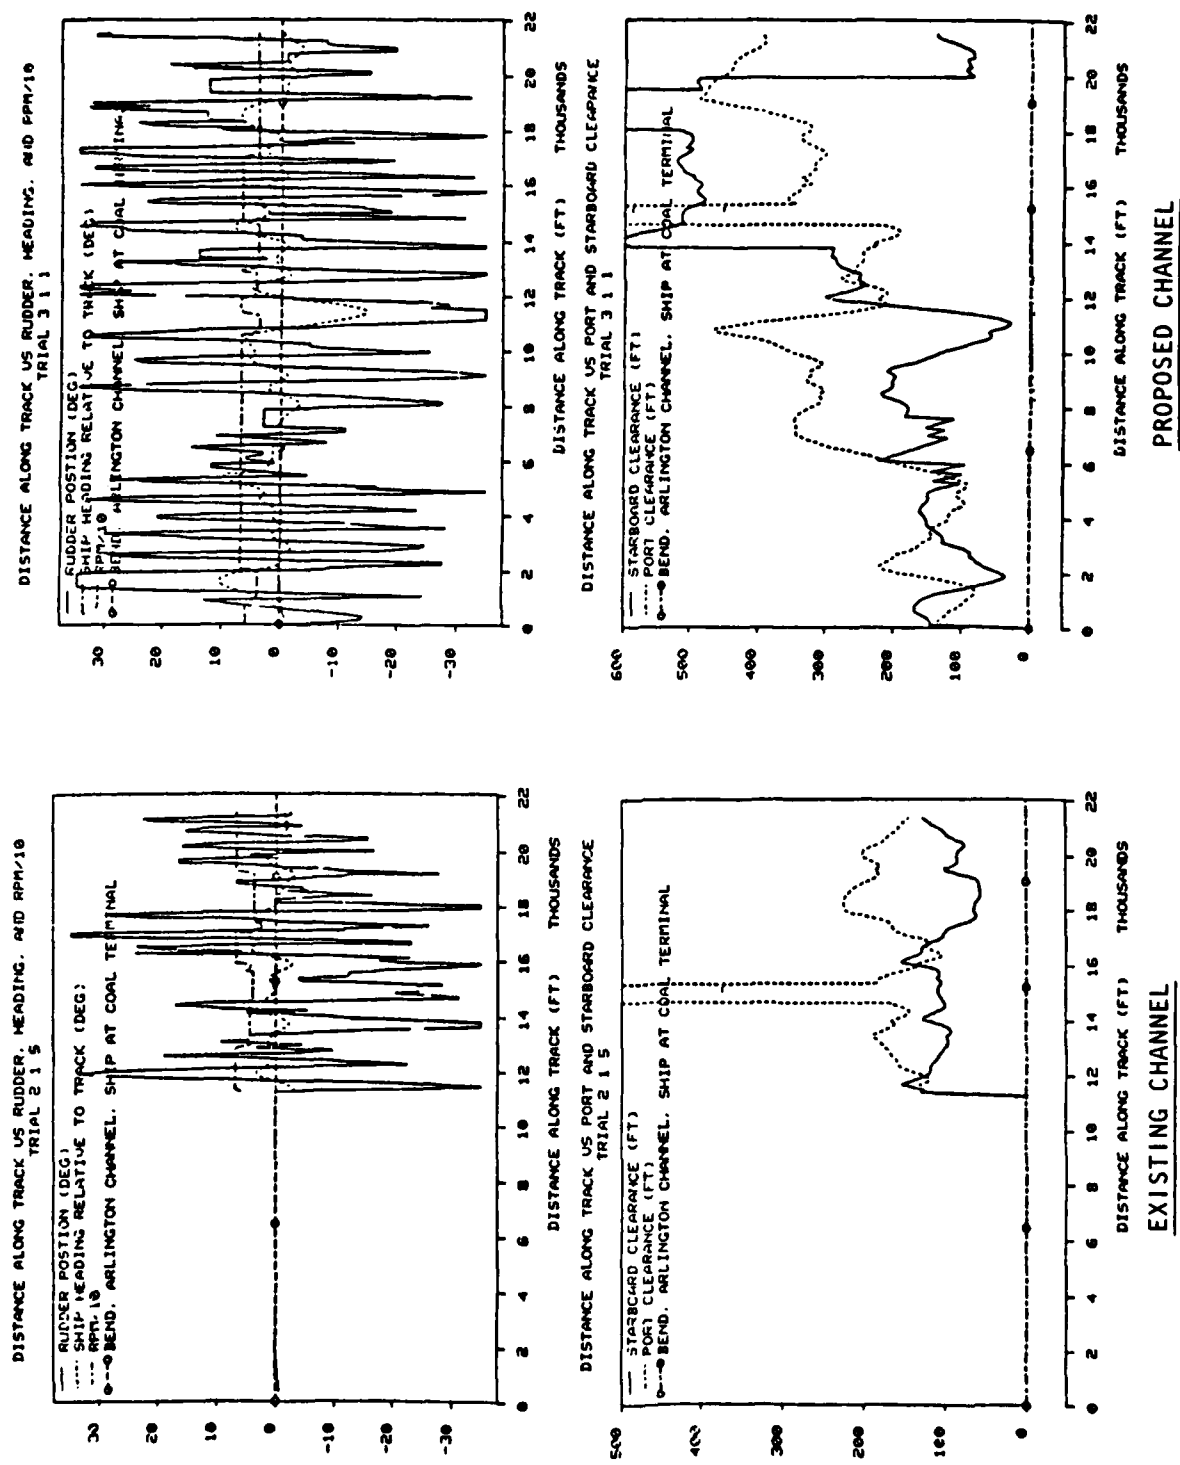 DISTANCE ALONG TRACK US RUDDER, HEADING, AND RPM/10
TRIAL 2 1 5
RUDDER POSTION (DEG)
SHIP HEADING RELATIVE TO TRACK (DEG)
RPM/10
BEND, ARLINGTON CHANNEL, SHIP AT COAL TERMINAL
30
20
10
0
-10
-20
-30
0 2 4 6 8 10 12 14 16 18 20 22
DISTANCE ALONG TRACK (FT) THOUSANDS
DISTANCE ALONG TRACK US PORT AND STARBOARD CLEARANCE
TRIAL 2 1 5
STARBOARD CLEARANCE (FT)
PORT CLEARANCE (FT)
BEND, ARLINGTON CHANNEL, SHIP AT COAL TERMINAL
500
400
300
200
100
0
0 2 4 6 8 10 12 14 16 18 20 22
DISTANCE ALONG TRACK (FT) THOUSANDS
EXISTING CHANNEL
DISTANCE ALONG TRACK US RUDDER, HEADING, AND RPM/10
TRIAL 3 1 1
RUDDER POSITION (DEG)
SHIP HEADING RELATIVE TO TRACK (DEG)
RPM/10
BEND, ARLINGTON CHANNEL, SHIP AT COAL TERMINAL
30
20
10
0
-10
-20
-30
0 2 4 6 8 10 12 14 16 18 20 22
DISTANCE ALONG TRACK (FT) THOUSANDS
DISTANCE ALONG TRACK US PORT AND STARBOARD CLEARANCE
TRIAL 3 1 1
STARBOARD CLEARANCE (FT)
PORT CLEARANCE (FT)
BEND, ARLINGTON CHANNEL, SHIP AT COAL TERMINAL
600
500
400
300
200
100
0
0 2 4 6 8 10 12 14 16 18 20 22
DISTANCE ALONG TRACK (FT) THOUSANDS
PROPOSED CHANNEL